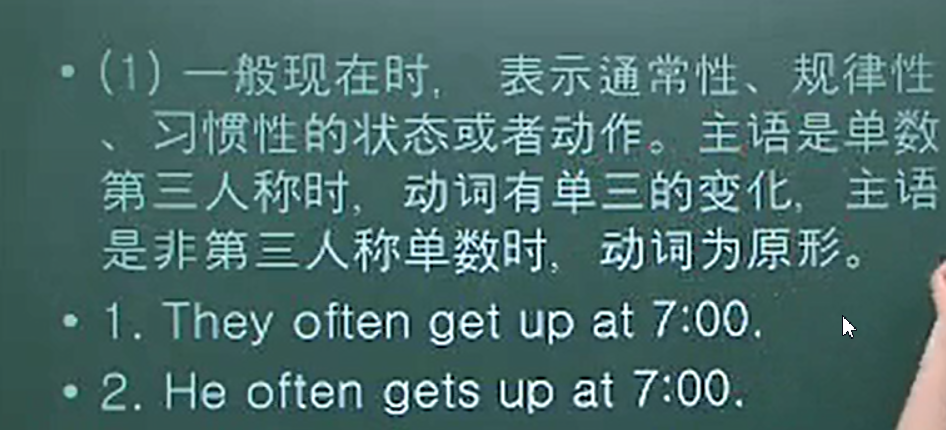 • (1) 一般现在时, 表示通常性、规律性
、习惯性的状态或者动作。主语是单数
第三人称时, 动词有单三的变化, 主语
是非第三人称单数时, 动词为原形。
• 1. They often get up at 7:00.
• 2. He often gets up at 7:00.